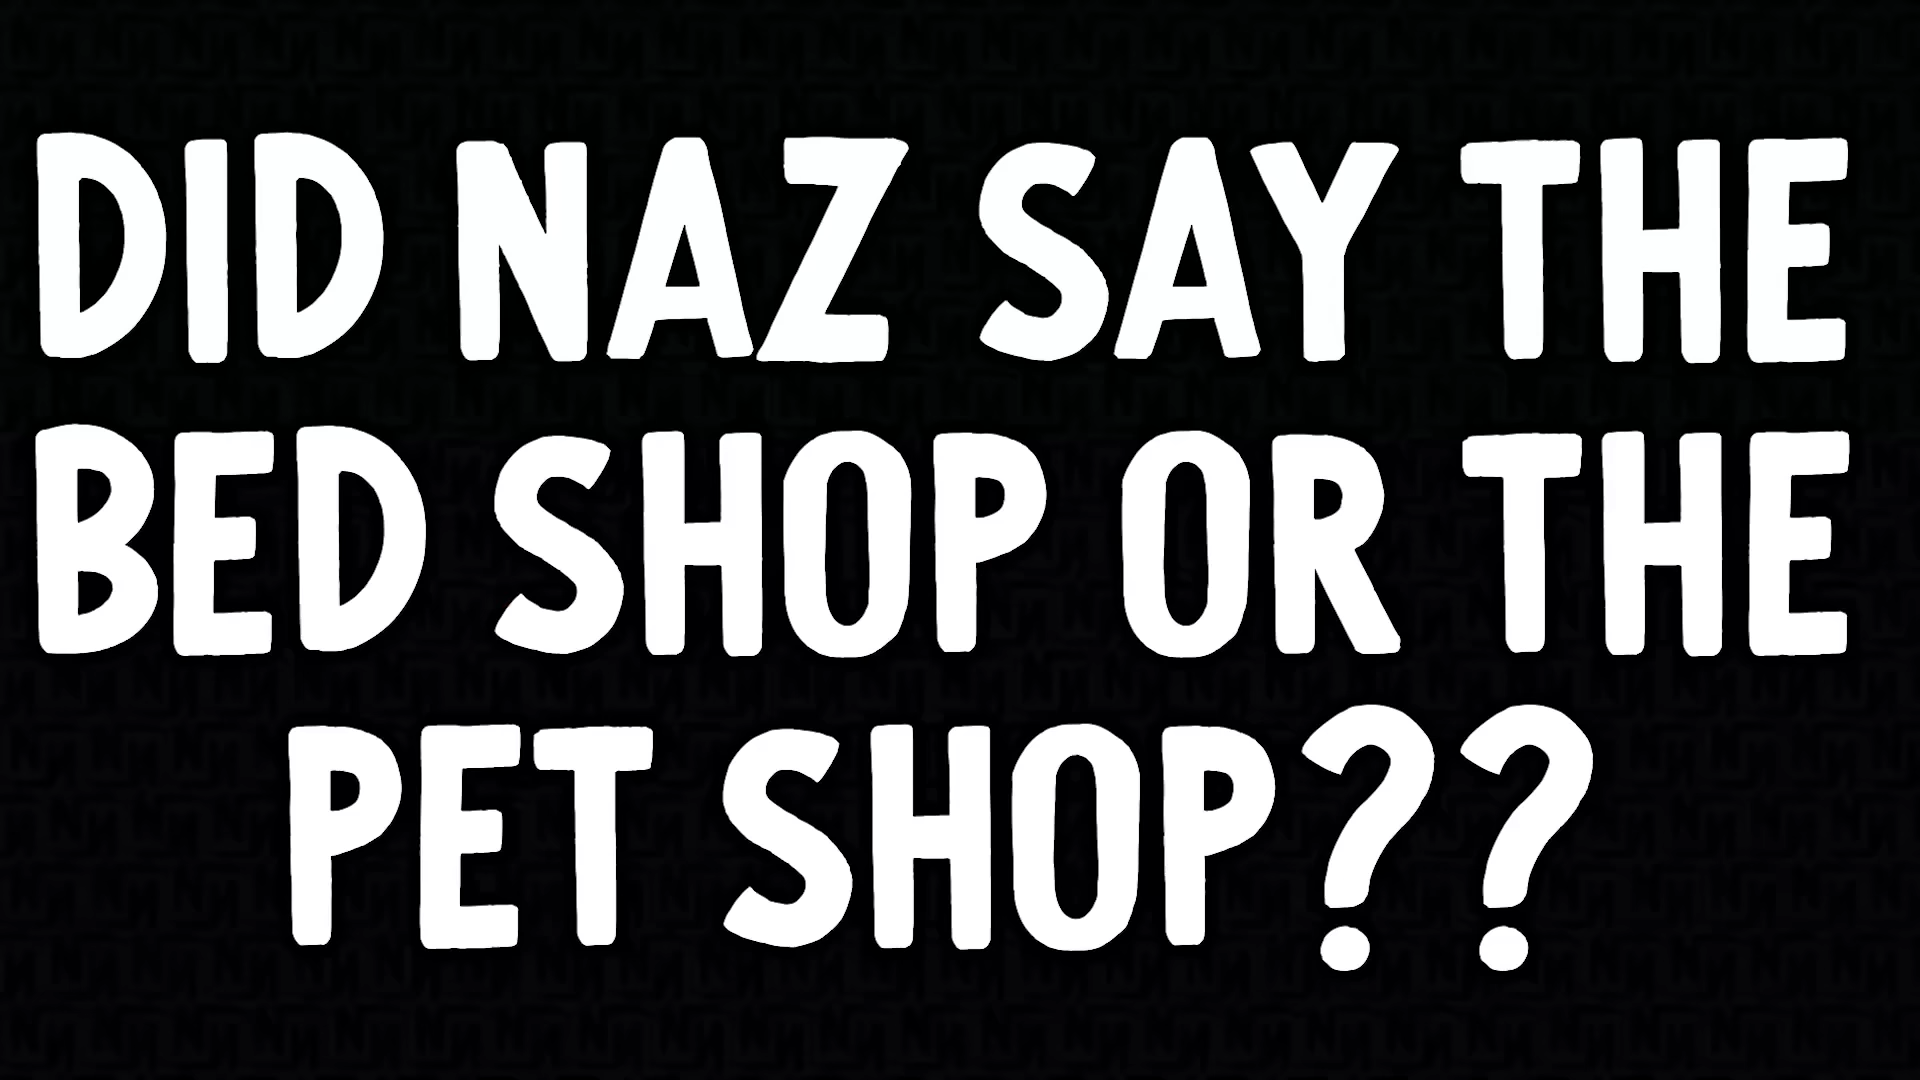 DID NAZ SAY THE
BED SHOP OR THE
PET SHOP??